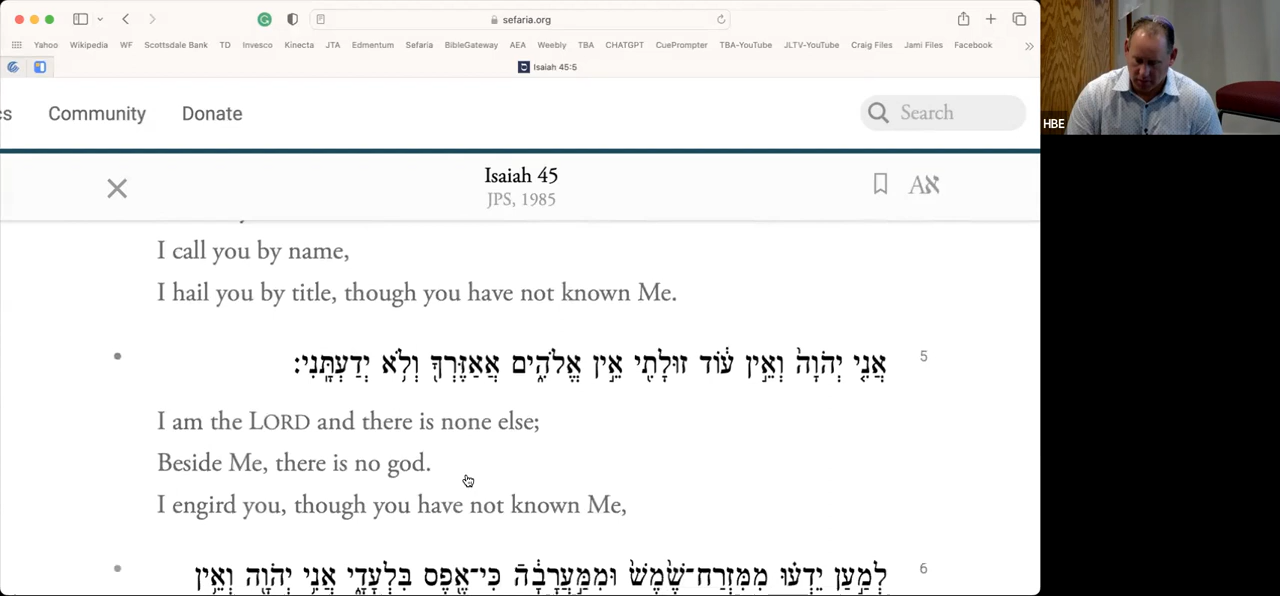 sefaria.org
Yahoo Wikipedia WF Scottsdale Bank TD Invesco Kinecta JTA Edmentum Sefaria BibleGateway AEA Weebly TBA CHATGPT CuePrompter TBA-YouTube JLTV-YouTube Craig Files Jami Files Facebook
Isaiah 45:5
cs Community Donate Search
HBE
Isaiah 45
JPS, 1985
I call you by name,
I hail you by title, though you have not known Me.
5
אֲנִ֤י יְהֹוָה֙ וְאֵ֣ין ע֔וֹד זוּלָתִ֖י אֵ֣ין אֱלֹהִ֑ים אֲאַזֶּרְךָ֖ וְלֹ֥א יְדַעְתָּֽנִי׃
I am the LORD and there is none else;
Beside Me, there is no god.
I engird you, though you have not known Me,
6
לְמַ֣עַן יֵדְע֗וּ מִמִּזְרַח־שֶׁ֙מֶשׁ֙ וּמִמַּ֣עֲרָבָ֔הֿ כִּי־אֶ֖פֶס בִּלְעָדָ֑י אֲנִ֥י יְהֹוָ֖ה וְאֵ֥ין